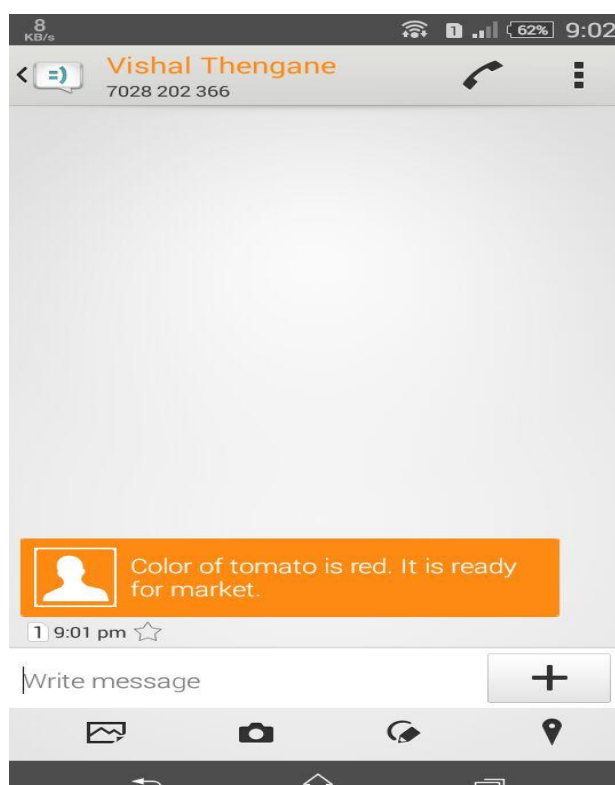 8
KB/s
1
62%
9:02
=)
Vishal Thengane
7028 202 366
Color of tomato is red. It is ready
for market.
1 9:01 pm
Write message